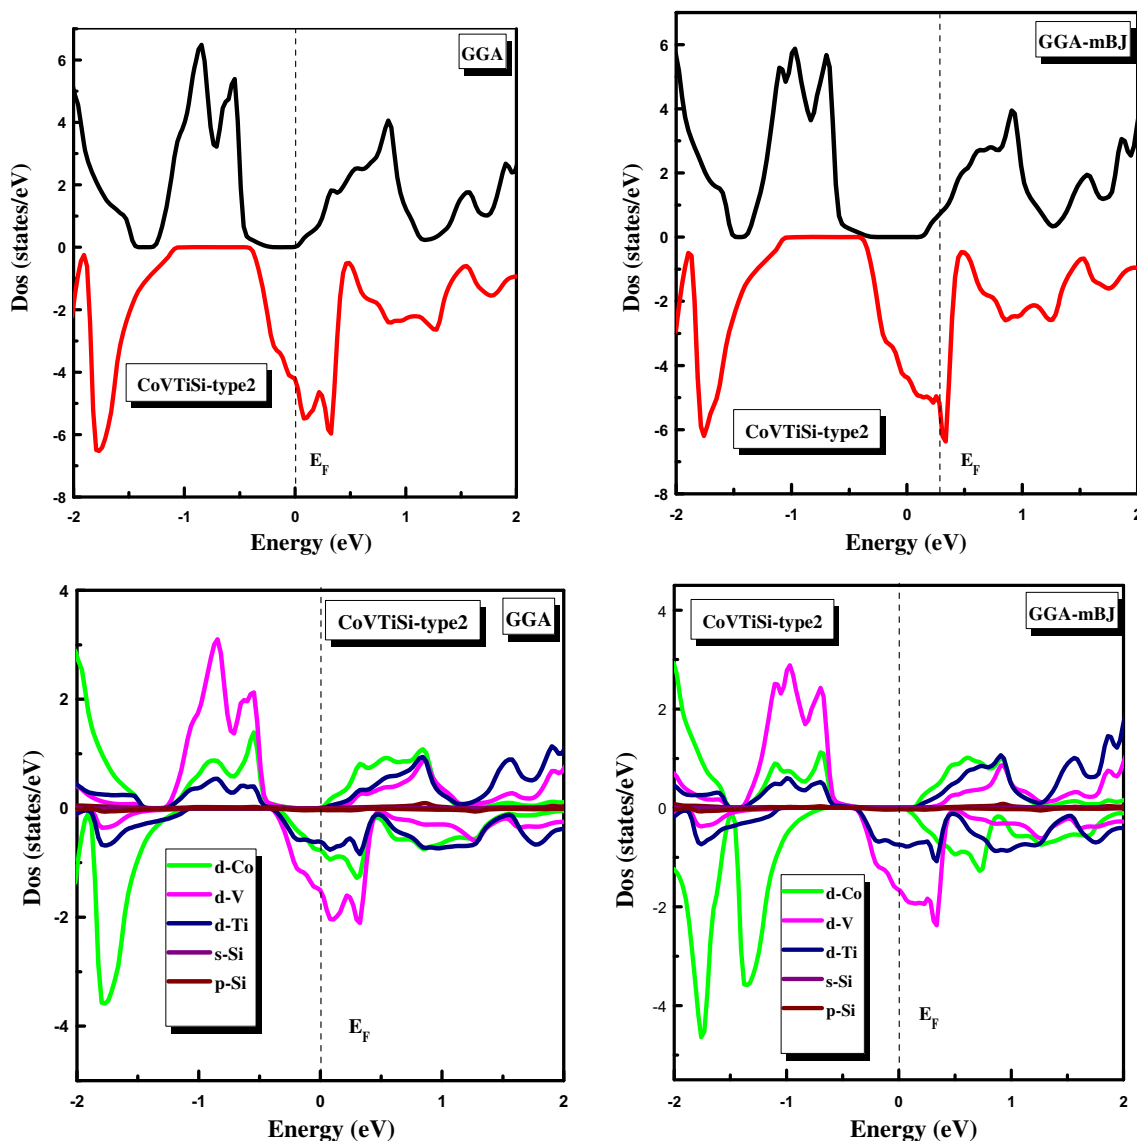 GGA
6
4
2
0
-2
-4
-6
-8
Dos (states/eV)
CoVTiSi-type2
E_F
-2
-1
0
1
2
Energy (eV)
GGA-mBJ
6
4
2
0
-2
-4
-6
-8
Dos (states/eV)
CoVTiSi-type2
E_F
-2
-1
0
1
2
Energy (eV)
CoVTiSi-type2
GGA
4
2
0
-2
-4
Dos (states/eV)
d-Co
d-V
d-Ti
s-Si
p-Si
E_F
-2
-1
0
1
2
Energy (eV)
CoVTiSi-type2
GGA-mBJ
4
2
0
-2
-4
Dos (states/eV)
d-Co
d-V
d-Ti
s-Si
p-Si
E_F
-2
-1
0
1
2
Energy (eV)